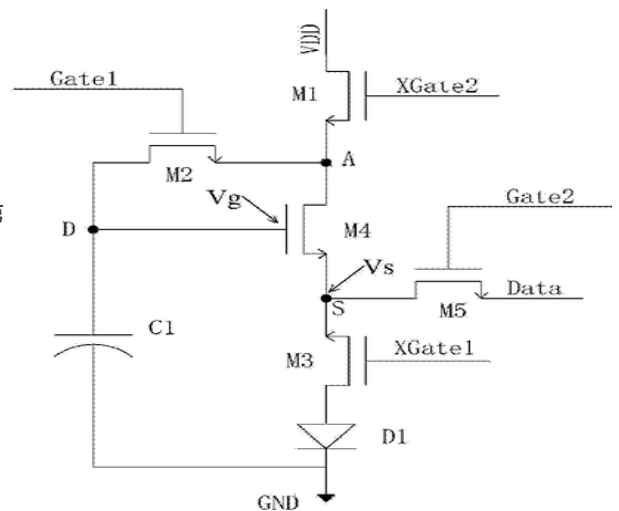 VDD
Gate1
M1
XGate2
M2
A
Vg
Gate2
D
M4
Vs
S
Data
M5
C1
M3
XGate1
D1
GND